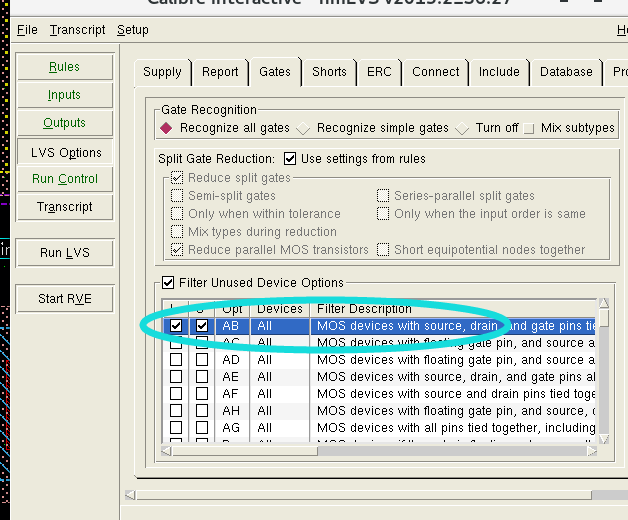 Calibre Interactive - nmLVS v2019.2_36.27
File Transcript Setup
Rules
Inputs
Outputs
LVS Options
Run Control
Transcript
Run LVS
Start RVE
Supply Report Gates Shorts ERC Connect Include Database
Gate Recognition
Recognize all gates Recognize simple gates Turn off Mix subtypes
Split Gate Reduction: Use settings from rules
Reduce split gates
Semi-split gates Series-parallel split gates
Only when within tolerance Only when the input order is same
Mix types during reduction
Reduce parallel MOS transistors Short equipotential nodes together
Filter Unused Device Options
L S Opt Devices Filter Description
AB All MOS devices with source, drain, and gate pins tie
AC All MOS devices with floating gate pin, and source a
AD All MOS devices with floating gate pin, and source a
AE All MOS devices with source, drain, and gate pins al
AF All MOS devices with source and drain pins tied toge
AH All MOS devices with floating gate pin, and source, 
AG All MOS devices with all pins tied together, including